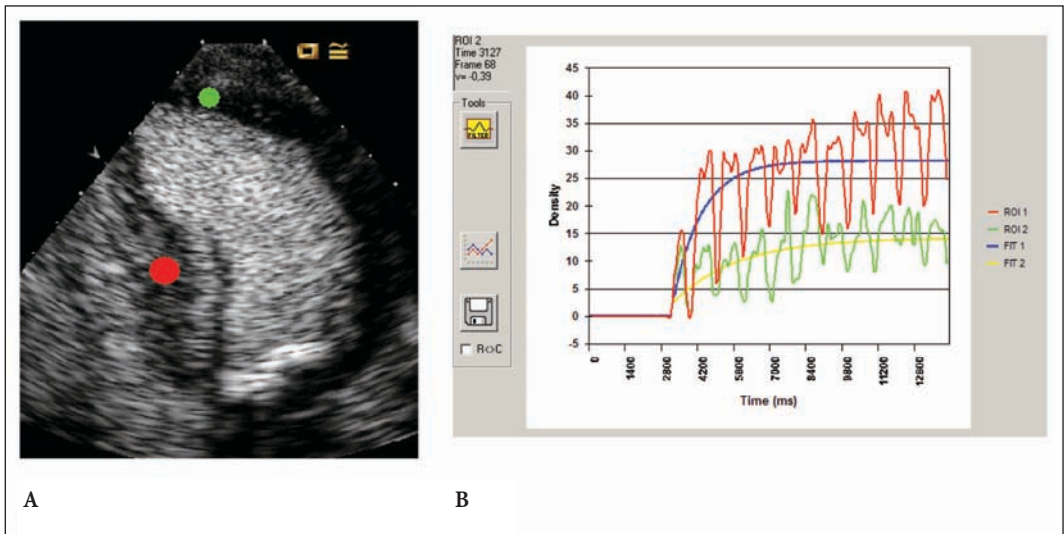 ROI 2
Time 3127
Frame 68
v= -0,39
Tools
FILTER
R<>C
Density
45
40
35
30
25
20
15
10
5
0
-5
0
1400
2800
4200
5800
7000
8400
9800
11200
12800
Time (ms)
ROI 1
ROI 2
FIT 1
FIT 2
A
B